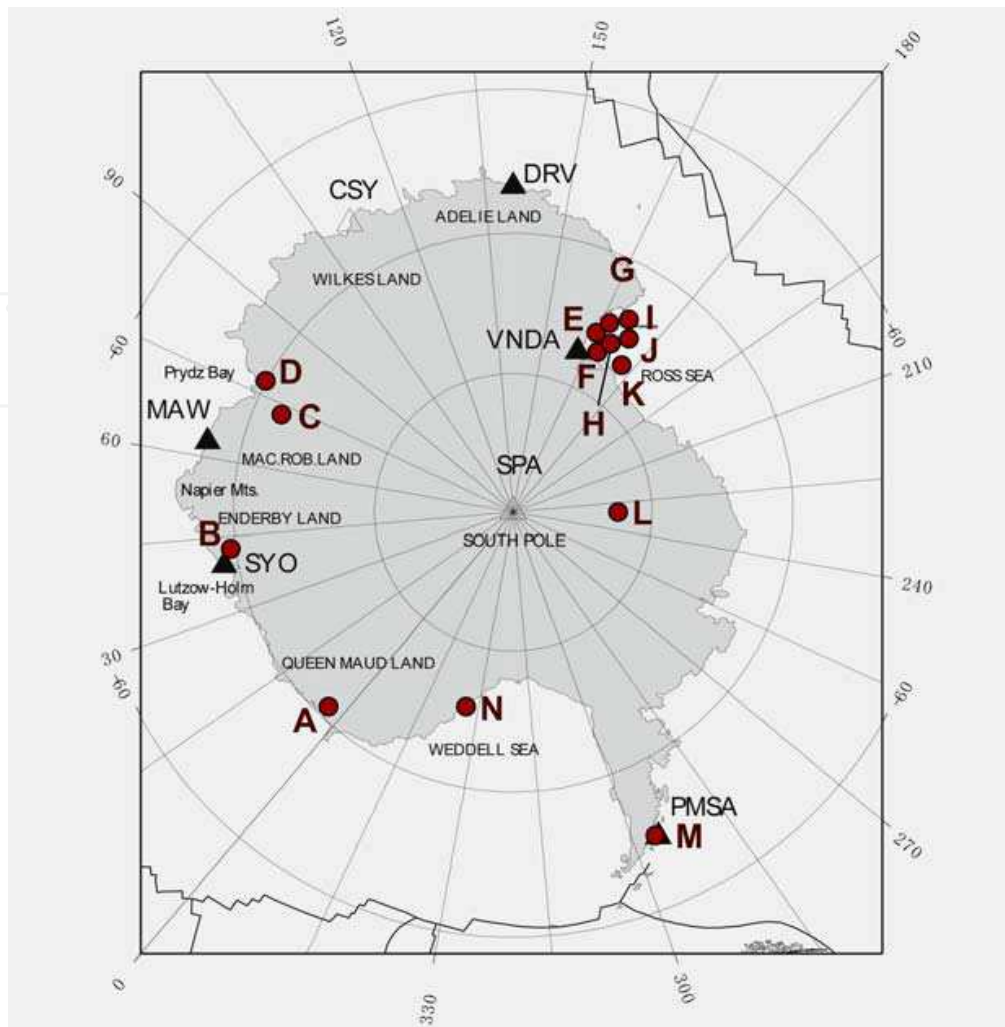 120
150
180
90
CSY
DRV
ADELIE LAND
WILKES LAND
G
E
I
VNDA
J
F
K
ROSS SEA
H
-60
210
-60
Prydz Bay
D
MAW
C
60
MAC.ROB.LAND
SPA
Napier Mts.
L
ENDERBY LAND
B
SOUTH POLE
SYO
Lutzow-Holm
Bay
240
30
-60
QUEEN MAUD LAND
-60
A
N
WEDDELL SEA
PMSA
M
270
0
330
300